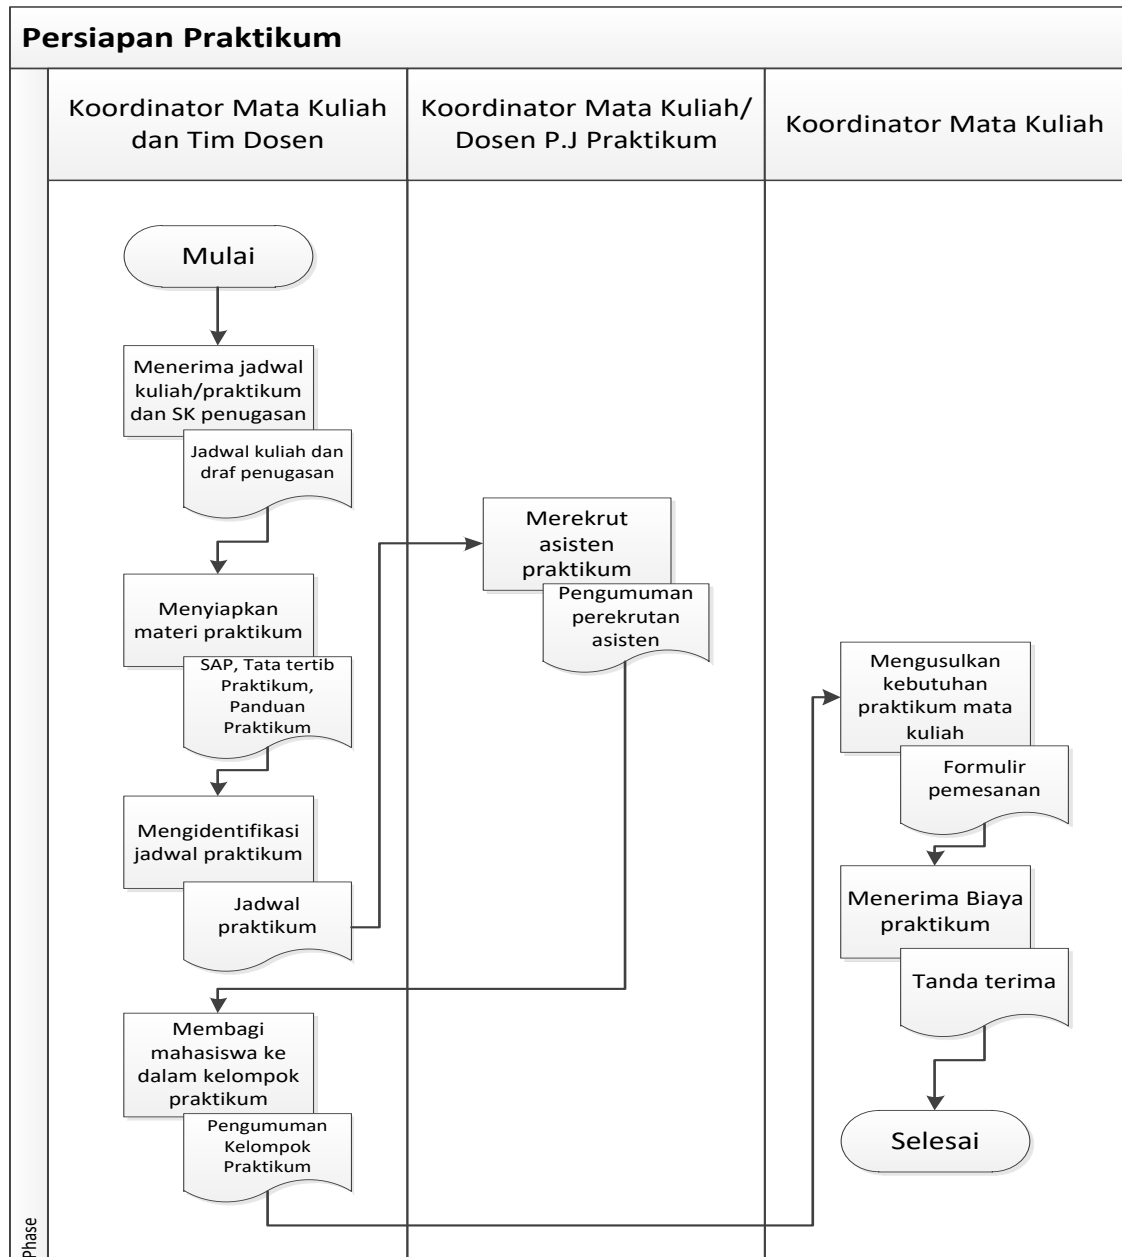 Persiapan Praktikum
Koordinator Mata Kuliah
dan Tim Dosen
Koordinator Mata Kuliah/
Dosen P.J Praktikum
Koordinator Mata Kuliah
Mulai
Menerima jadwal
kuliah/praktikum
dan SK penugasan
Jadwal kuliah dan
draf penugasan
Menyiapkan
materi praktikum
SAP, Tata tertib
Praktikum,
Panduan
Praktikum
Mengidentifikasi
jadwal praktikum
Jadwal
praktikum
Merekrut
asisten
praktikum
Pengumuman
perekrutan
asisten
Membagi
mahasiswa ke
dalam kelompok
praktikum
Pengumuman
Kelompok
Praktikum
Mengusulkan
kebutuhan
praktikum mata
kuliah
Formulir
pemesanan
Menerima Biaya
praktikum
Tanda terima
Selesai
Phase